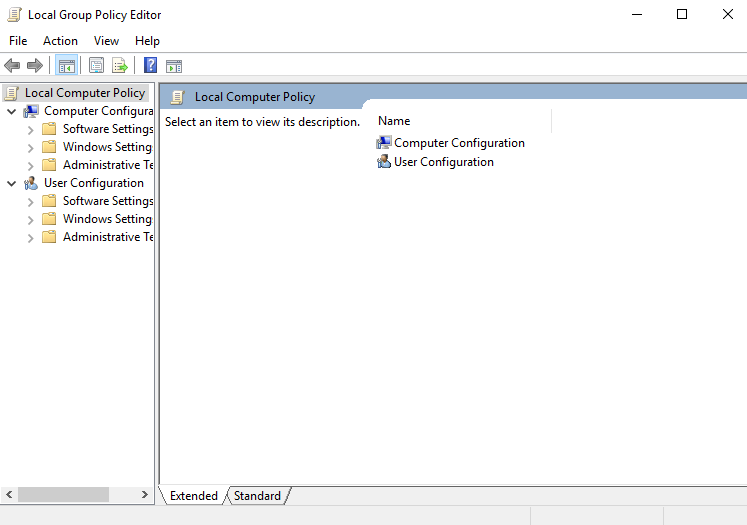 Local Group Policy Editor
File Action View Help
Local Computer Policy
Computer Configura
Software Settings
Windows Setting
Administrative Te
User Configuration
Software Settings
Windows Setting
Administrative Te
Local Computer Policy
Select an item to view its description.
Name
Computer Configuration
User Configuration
Extended Standard